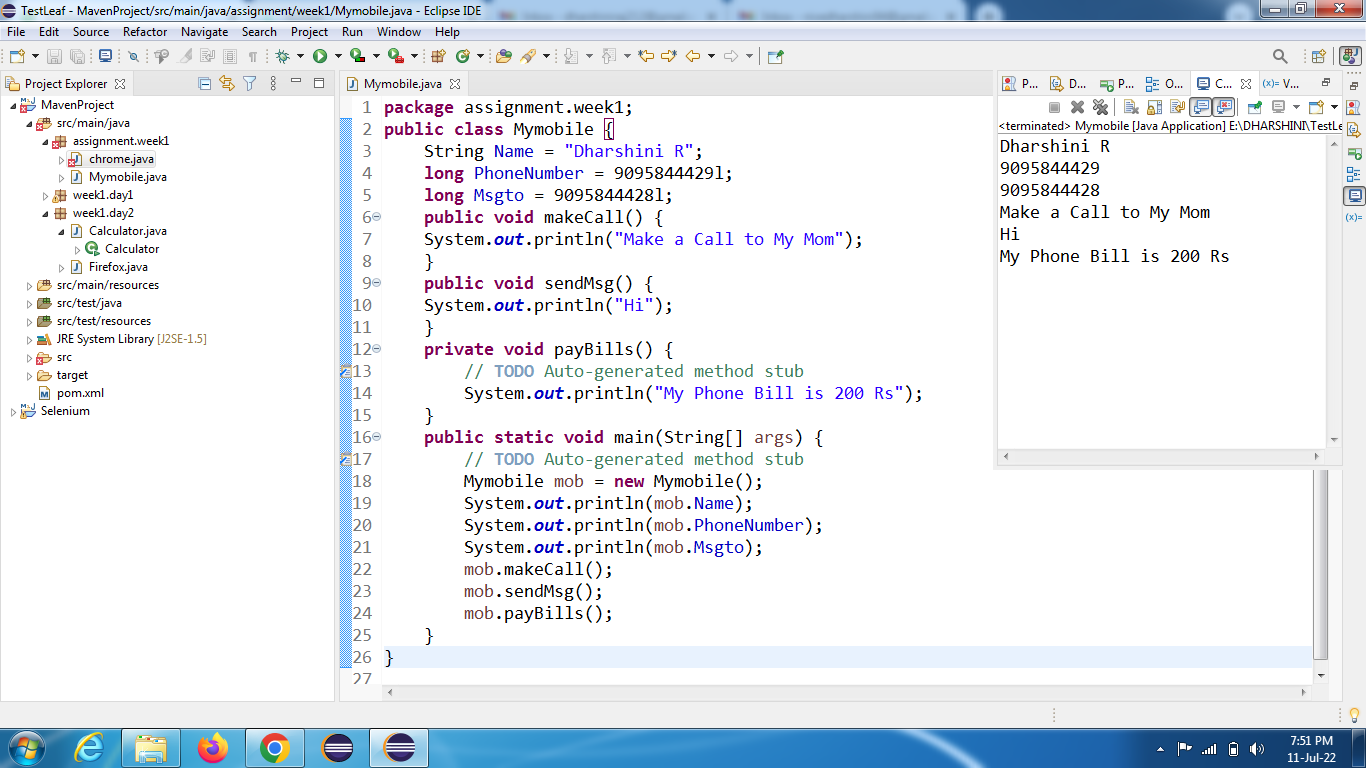 TestLeaf - MavenProject/src/main/java/assignment/week1/Mymobile.java - Eclipse IDE
File Edit Source Refactor Navigate Search Project Run Window Help
Project Explorer
MavenProject
src/main/java
assignment.week1
chrome.java
Mymobile.java
week1.day1
week1.day2
Calculator.java
Calculator
Firefox.java
src/main/resources
src/test/java
src/test/resources
JRE System Library [J2SE-1.5]
src
target
pom.xml
Selenium
Mymobile.java
1 package assignment.week1;
2 public class Mymobile {
3 String Name = "Dharshini R";
4 long PhoneNumber = 9095844429l;
5 long Msgto = 9095844428l;
6 public void makeCall() {
7 System.out.println("Make a Call to My Mom");
8 }
9 public void sendMsg() {
10 System.out.println("Hi");
11 }
12 private void payBills() {
13 // TODO Auto-generated method stub
14 System.out.println("My Phone Bill is 200 Rs");
15 }
16 public static void main(String[] args) {
17 // TODO Auto-generated method stub
18 Mymobile mob = new Mymobile();
19 System.out.println(mob.Name);
20 System.out.println(mob.PhoneNumber);
21 System.out.println(mob.Msgto);
22 mob.makeCall();
23 mob.sendMsg();
24 mob.payBills();
25 }
26 }
27
P... D... P... O... C... (x)= V...
<terminated> Mymobile [Java Application] E:\DHARSHINI\TestLe
Dharshini R
9095844429
9095844428
Make a Call to My Mom
Hi
My Phone Bill is 200 Rs
(x)=
7:51 PM
11-Jul-22